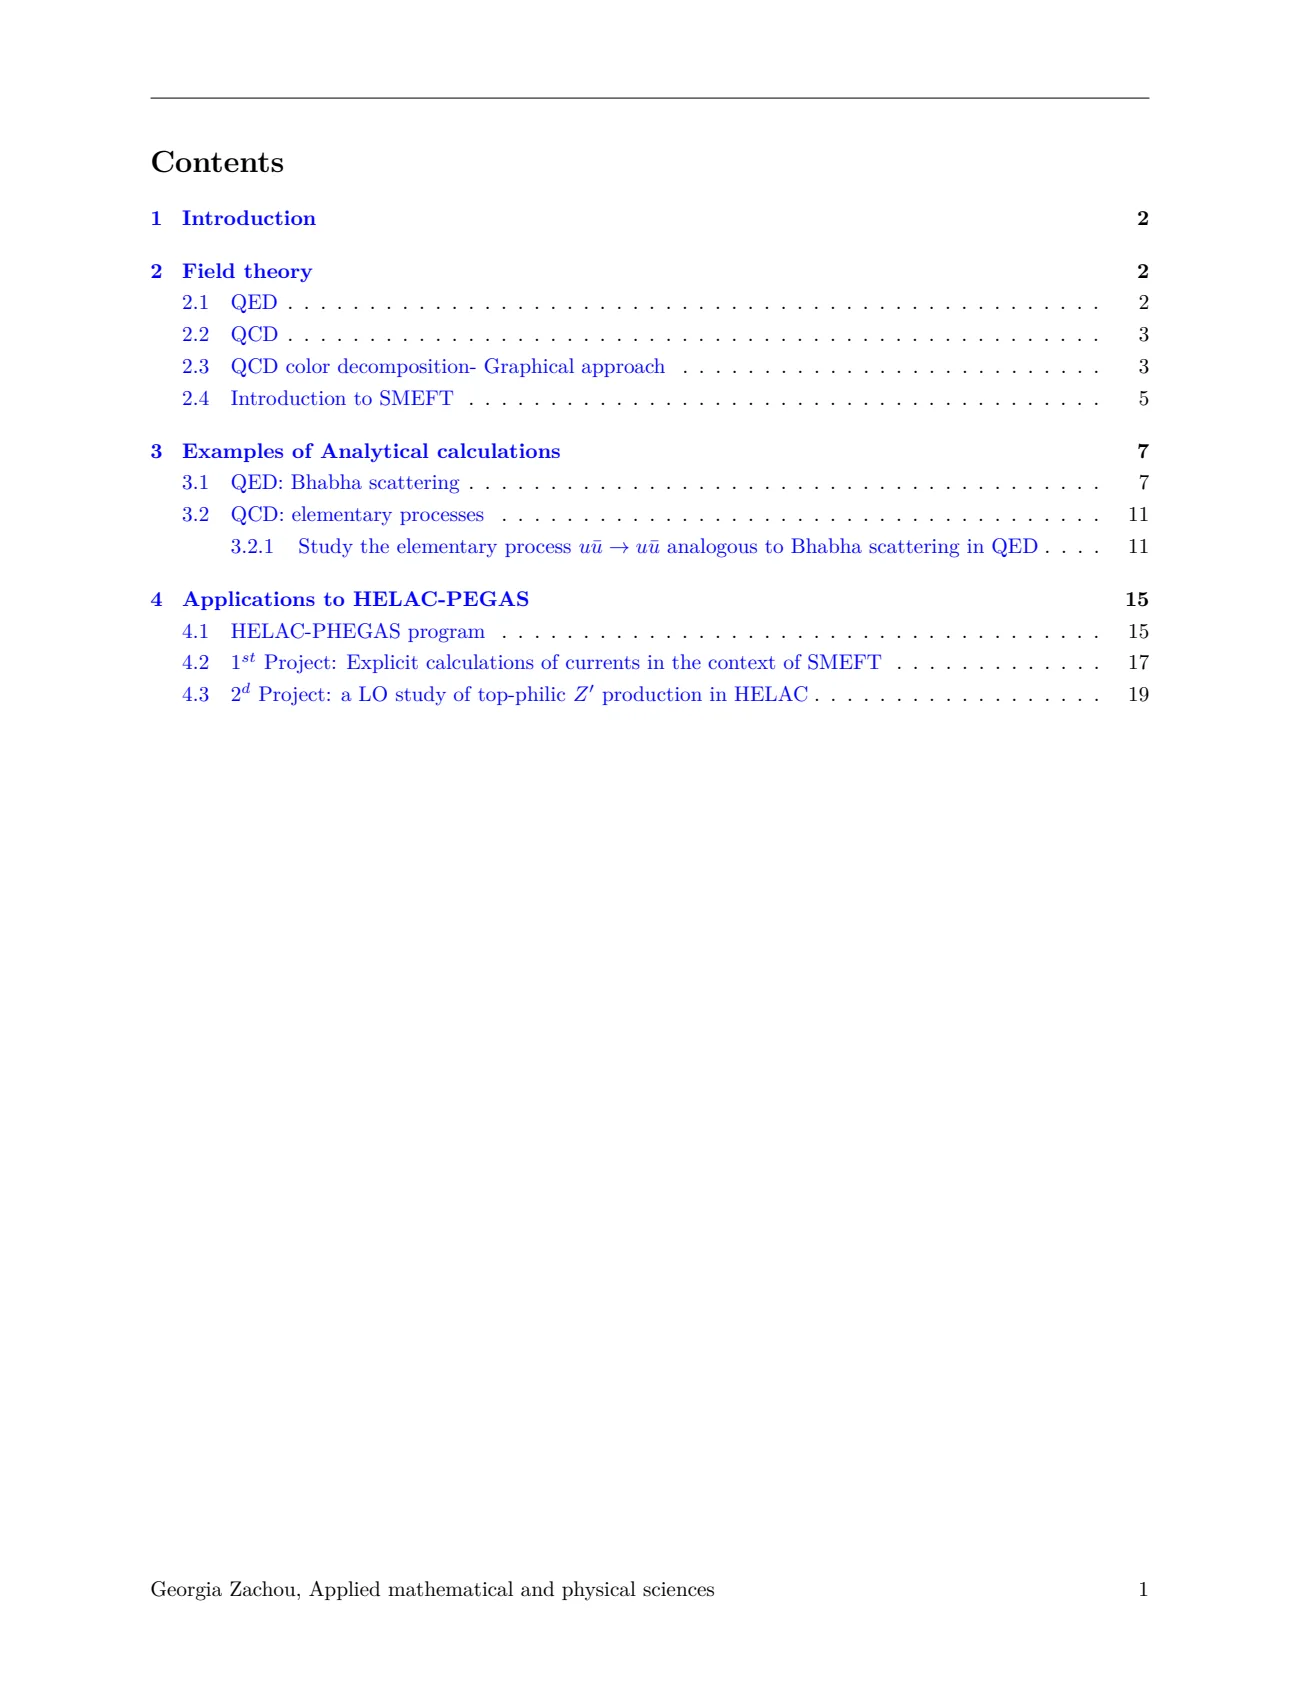 Contents
1 Introduction 2
2 Field theory 2
2.1 QED . . . . . . . . . . . . . . . . . . . . . . . . . . . . . . . . . . . . . . . . . . . . . . . . . . 2
2.2 QCD . . . . . . . . . . . . . . . . . . . . . . . . . . . . . . . . . . . . . . . . . . . . . . . . . . 3
2.3 QCD color decomposition- Graphical approach . . . . . . . . . . . . . . . . . . . . . . . . . . 3
2.4 Introduction to SMEFT . . . . . . . . . . . . . . . . . . . . . . . . . . . . . . . . . . . . . . . 5
3 Examples of Analytical calculations 7
3.1 QED: Bhabha scattering . . . . . . . . . . . . . . . . . . . . . . . . . . . . . . . . . . . . . . . 7
3.2 QCD: elementary processes . . . . . . . . . . . . . . . . . . . . . . . . . . . . . . . . . . . . . 11
3.2.1 Study the elementary process uū → uū analogous to Bhabha scattering in QED . . . . 11
4 Applications to HELAC-PEGAS 15
4.1 HELAC-PHEGAS program . . . . . . . . . . . . . . . . . . . . . . . . . . . . . . . . . . . . . 15
4.2 1ˢᵗ Project: Explicit calculations of currents in the context of SMEFT . . . . . . . . . . . . . 17
4.3 2ᵈ Project: a LO study of top-philic Z′ production in HELAC . . . . . . . . . . . . . . . . . . 19
Georgia Zachou, Applied mathematical and physical sciences 1